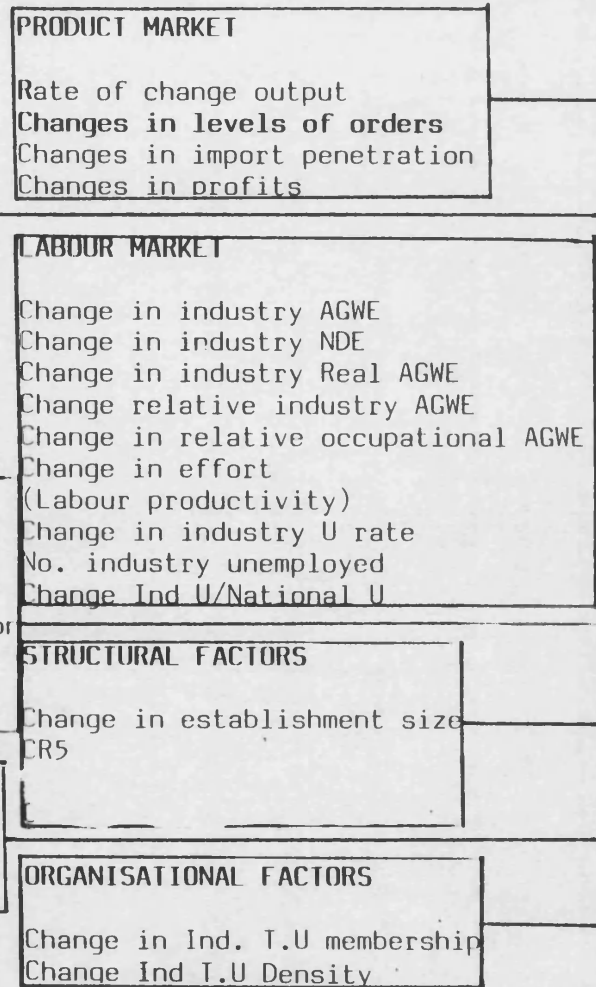 PRODUCT MARKET
Rate of change output
Changes in levels of orders
Changes in import penetration
Changes in profits
LABOUR MARKET
Change in industry AGWE
Change in industry NDE
Change in industry Real AGWE
Change relative industry AGWE
Change in relative occupational AGWE
Change in effort
(Labour productivity)
Change in industry U rate
No. industry unemployed
Change Ind U/National U
or
STRUCTURAL FACTORS
Change in establishment size
CR5
ORGANISATIONAL FACTORS
Change in Ind. T.U membership
Change Ind T.U Density